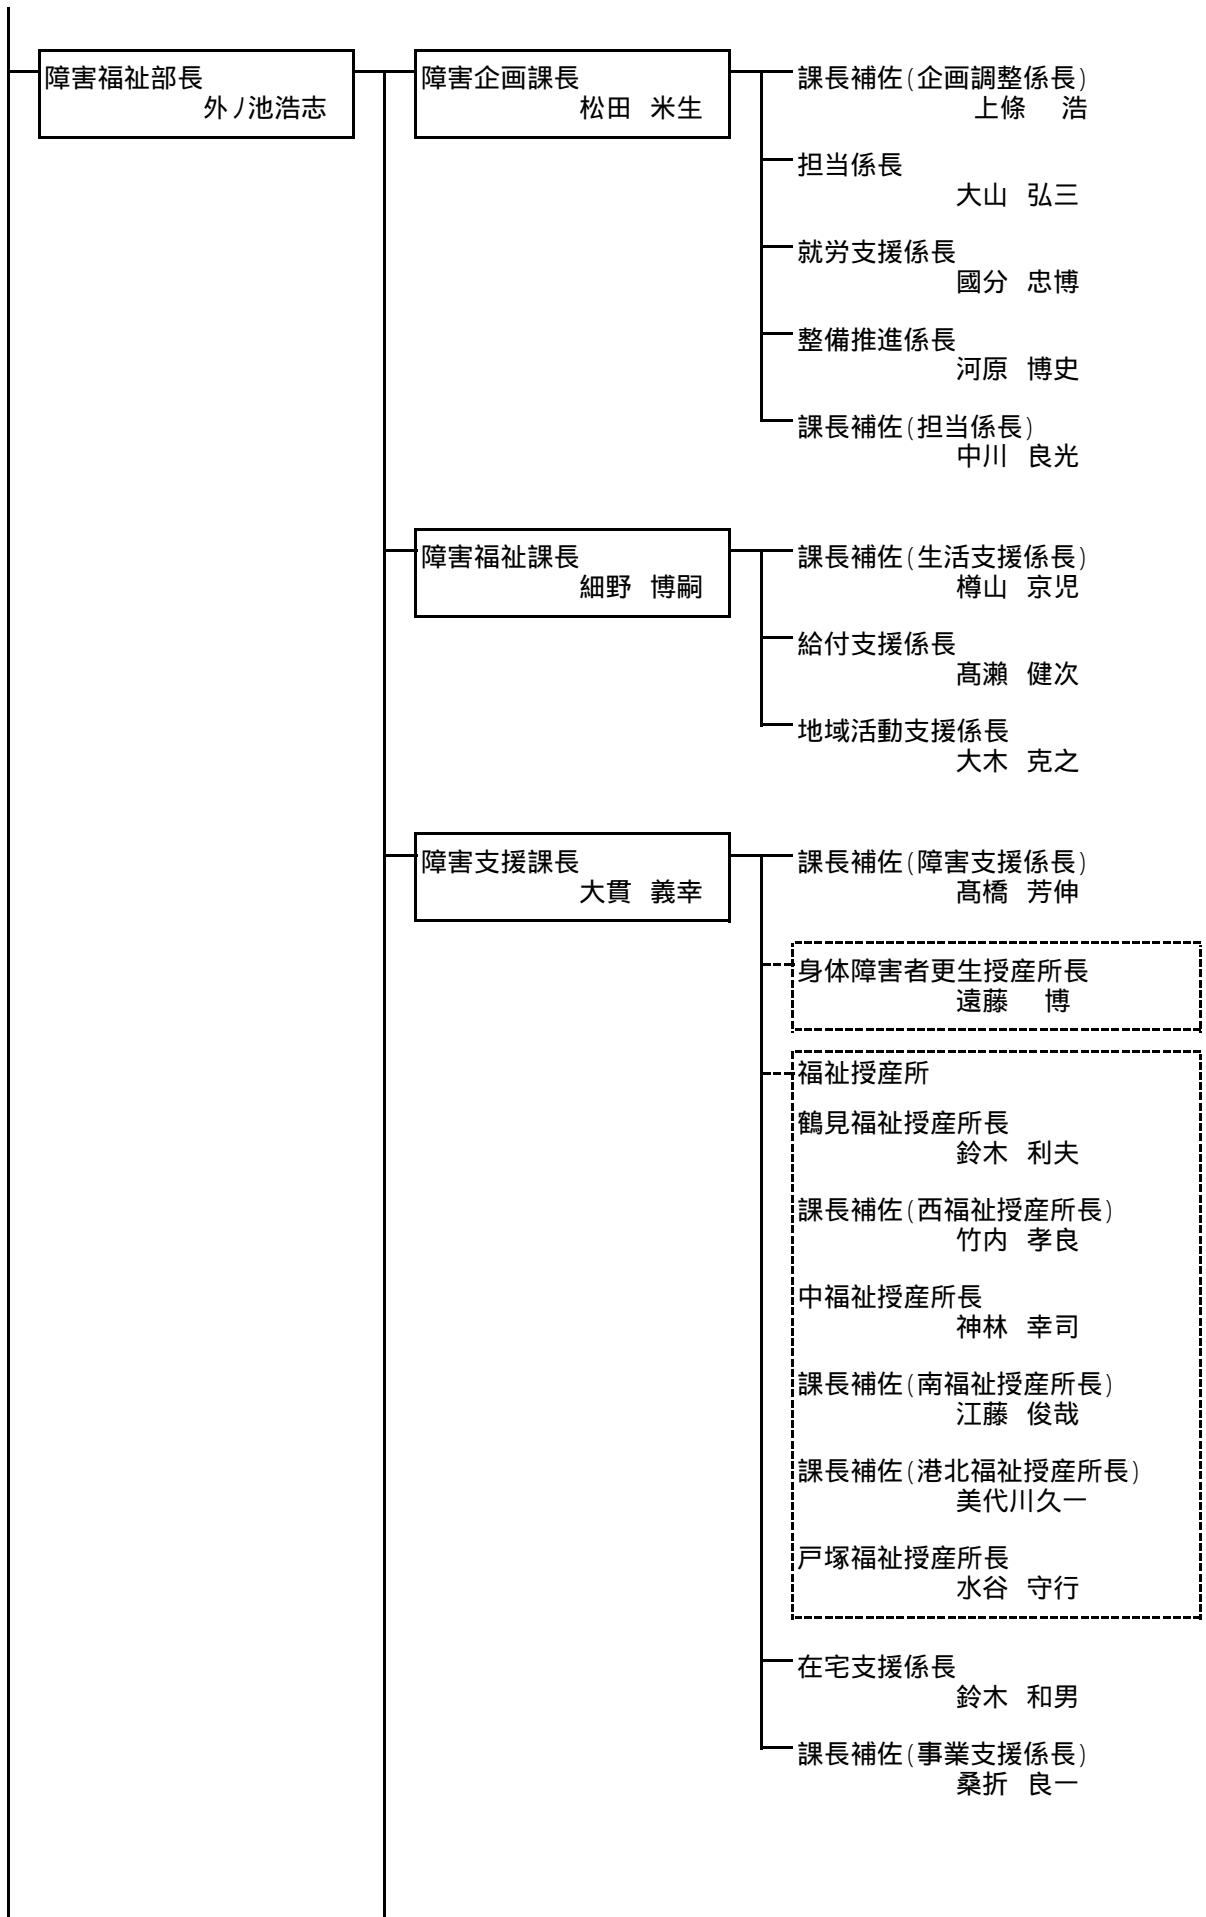 障害福祉部長
外ノ池浩志
障害企画課長
松田 米生
課長補佐(企画調整係長)
上條 浩
担当係長
大山 弘三
就労支援係長
國分 忠博
整備推進係長
河原 博史
課長補佐(担当係長)
中川 良光
障害福祉課長
細野 博嗣
課長補佐(生活支援係長)
樽山 京児
給付支援係長
髙瀨 健次
地域活動支援係長
大木 克之
障害支援課長
大貫 義幸
課長補佐(障害支援係長)
髙橋 芳伸
身体障害者更生授産所長
遠藤 博
福祉授産所
鶴見福祉授産所長
鈴木 利夫
課長補佐(西福祉授産所長)
竹内 孝良
中福祉授産所長
神林 幸司
課長補佐(南福祉授産所長)
江藤 俊哉
課長補佐(港北福祉授産所長)
美代川久一
戸塚福祉授産所長
水谷 守行
在宅支援係長
鈴木 和男
課長補佐(事業支援係長)
桑折 良一